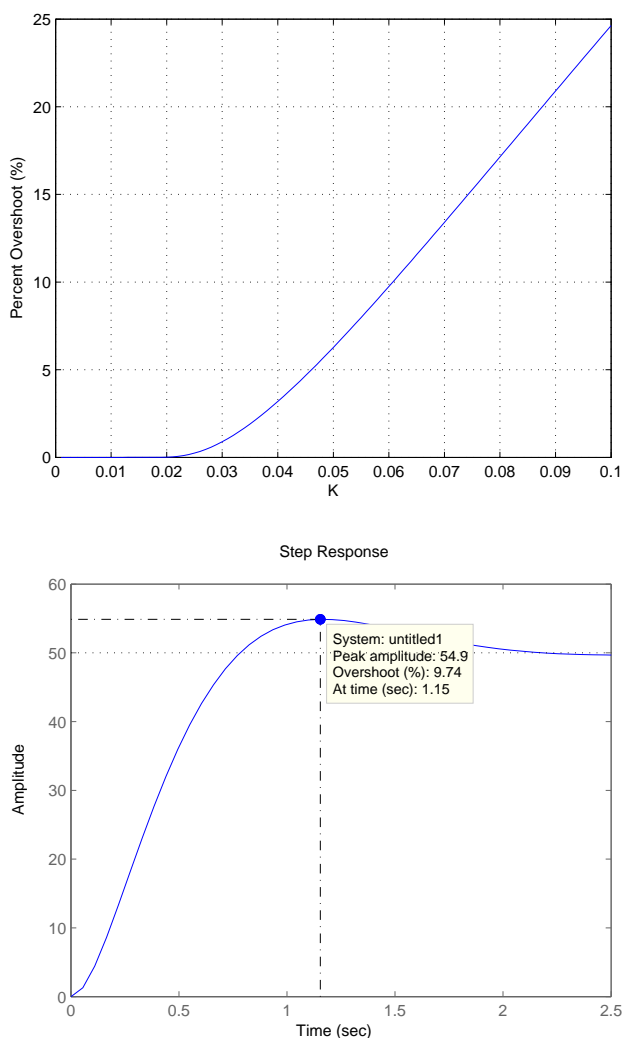 25
20
15
10
5
0
Percent Overshoot (%)
0 0.01 0.02 0.03 0.04 0.05 0.06 0.07 0.08 0.09 0.1
K
Step Response
60
50
40
30
20
10
0
Amplitude
System: untitled1
Peak amplitude: 54.9
Overshoot (%): 9.74
At time (sec): 1.15
0 0.5 1 1.5 2 2.5
Time (sec)